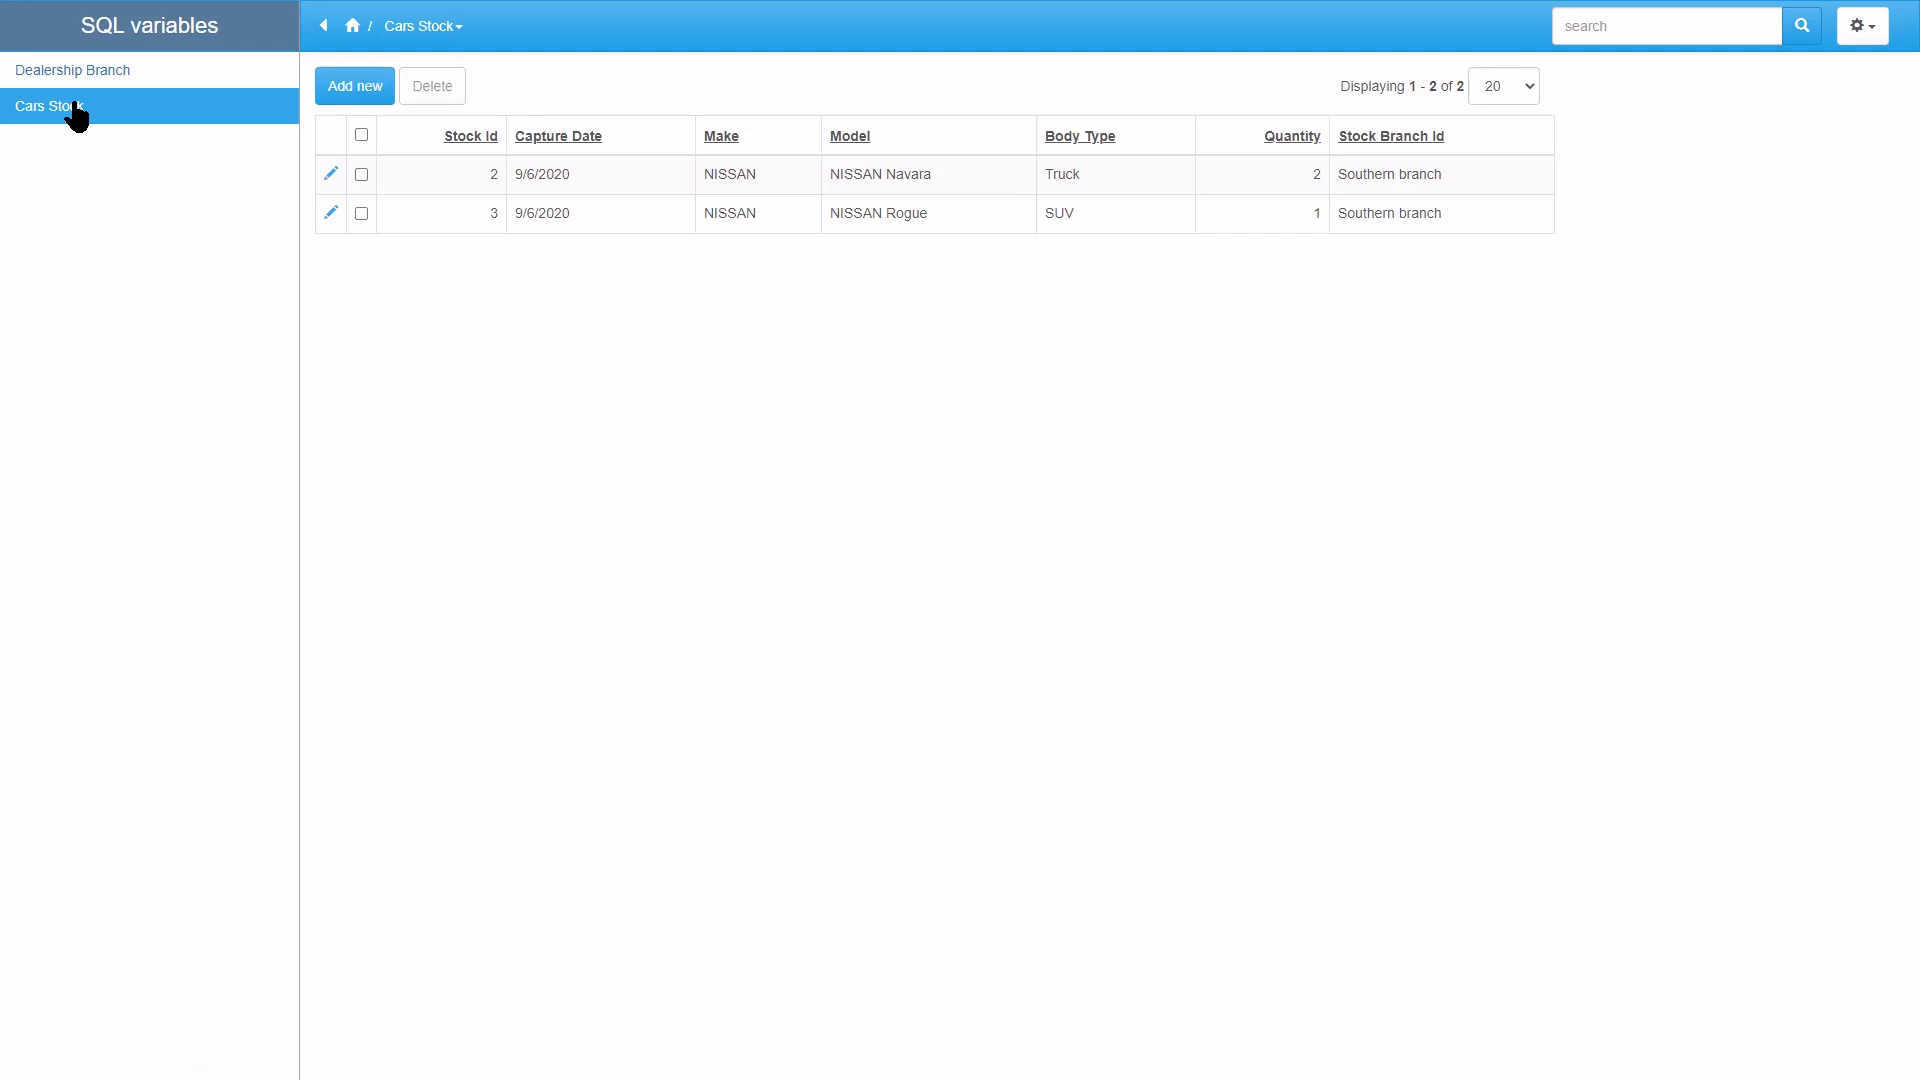 SQL variables
/ Cars Stock
search
Dealership Branch
Cars Stock
Add new Delete
Displaying 1 - 2 of 2 20
Stock Id Capture Date Make Model Body Type Quantity Stock Branch Id
2 9/6/2020 NISSAN NISSAN Navara Truck 2 Southern branch
3 9/6/2020 NISSAN NISSAN Rogue SUV 1 Southern branch